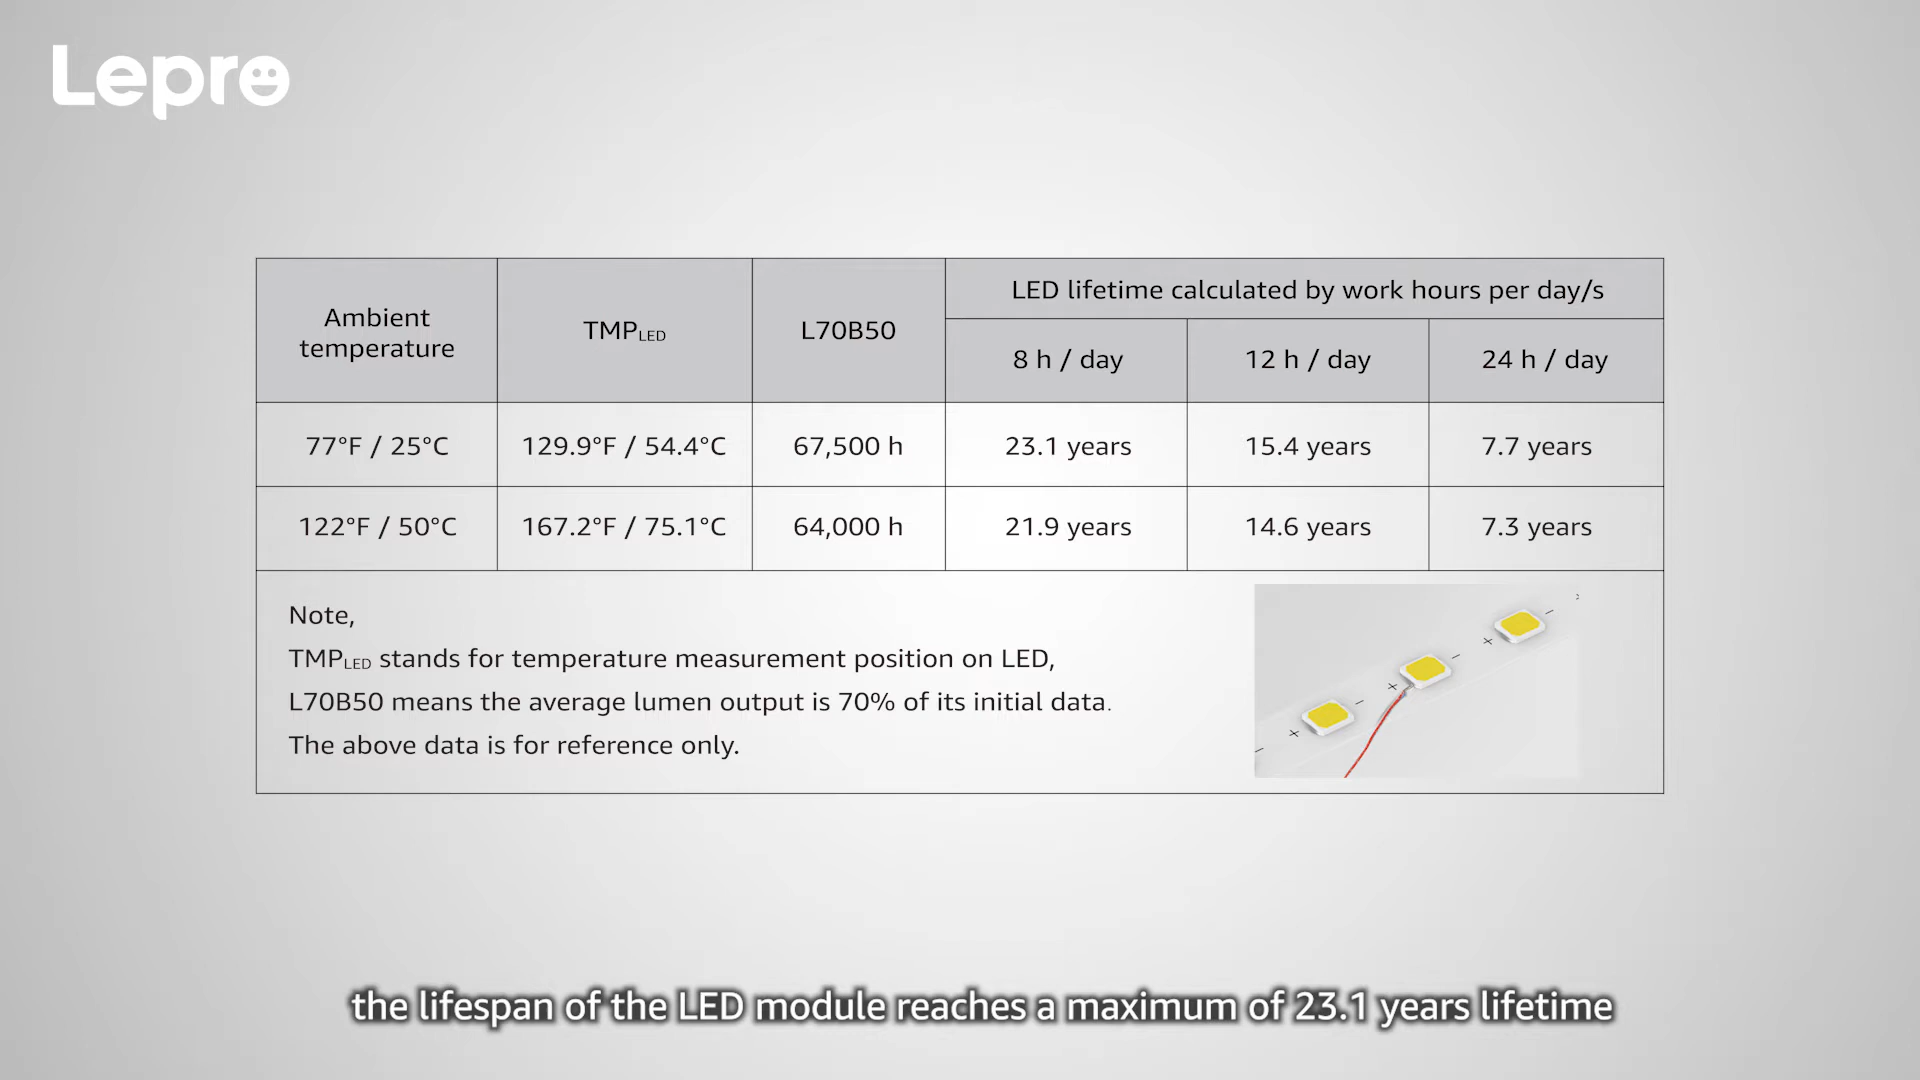 Lepro
Ambient
temperature
TMPLED
L70B50
LED lifetime calculated by work hours per day/s
8 h / day
12 h / day
24 h / day
77°F / 25°C
129.9°F / 54.4°C
67,500 h
23.1 years
15.4 years
7.7 years
122°F / 50°C
167.2°F / 75.1°C
64,000 h
21.9 years
14.6 years
7.3 years
Note,
TMPLED stands for temperature measurement position on LED,
L70B50 means the average lumen output is 70% of its initial data.
The above data is for reference only.
the lifespan of the LED module reaches a maximum of 23.1 years lifetime